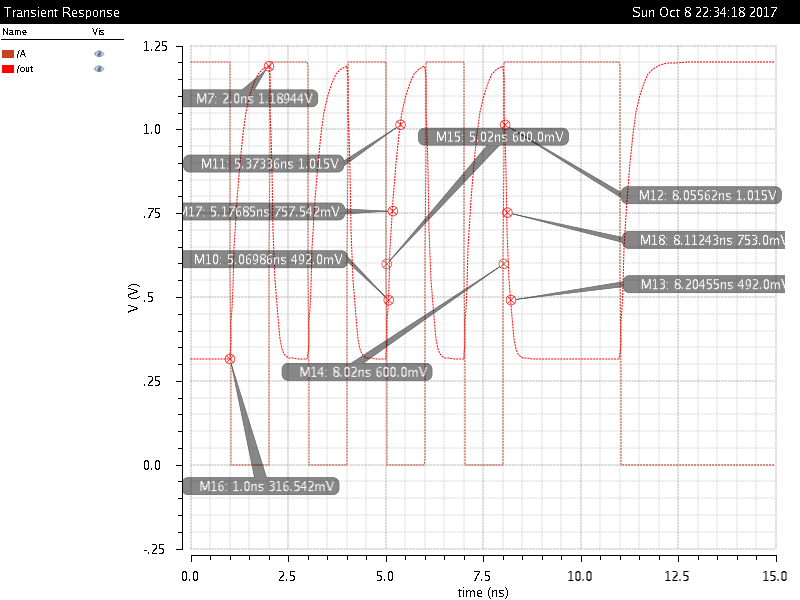 Transient Response Sun Oct 8 22:34:18 2017
Name Vis
/A
/out
1.25
1.0
.75
.5
.25
0.0
-.25
V (V)
M7: 2.0ns 1.18944V
M15: 5.02ns 600.0mV
M11: 5.37336ns 1.015V
M12: 8.05562ns 1.015V
M17: 5.17685ns 757.542mV
M18: 8.11243ns 753.0mV
M10: 5.06986ns 492.0mV
M13: 8.20455ns 492.0mV
M14: 8.02ns 600.0mV
M16: 1.0ns 316.542mV
0.0 2.5 5.0 7.5 10.0 12.5 15.0
time (ns)